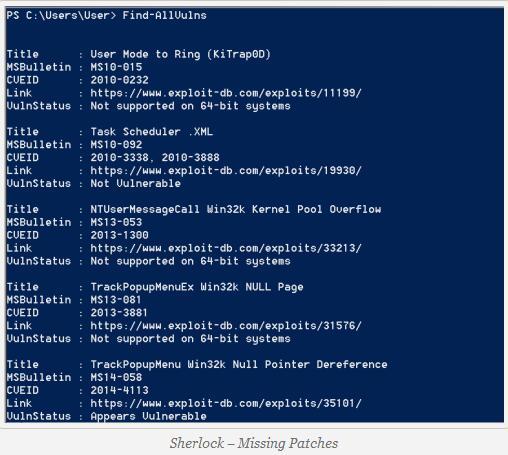 PS C:\Users\User> Find-AllVulns
Title : User Mode to Ring (KiTrap0D)
MSBulletin : MS10-015
CVEID : 2010-0232
Link : https://www.exploit-db.com/exploits/11199/
VulnStatus : Not supported on 64-bit systems
Title : Task Scheduler .XML
MSBulletin : MS10-092
CVEID : 2010-3338, 2010-3888
Link : https://www.exploit-db.com/exploits/19930/
VulnStatus : Not Vulnerable
Title : NTUserMessageCall Win32k Kernel Pool Overflow
MSBulletin : MS13-053
CVEID : 2013-1300
Link : https://www.exploit-db.com/exploits/33213/
VulnStatus : Not supported on 64-bit systems
Title : TrackPopupMenuEx Win32k NULL Page
MSBulletin : MS13-081
CVEID : 2013-3881
Link : https://www.exploit-db.com/exploits/31576/
VulnStatus : Not supported on 64-bit systems
Title : TrackPopupMenu Win32k Null Pointer Dereference
MSBulletin : MS14-058
CVEID : 2014-4113
Link : https://www.exploit-db.com/exploits/35101/
VulnStatus : Appears Vulnerable
Sherlock – Missing Patches